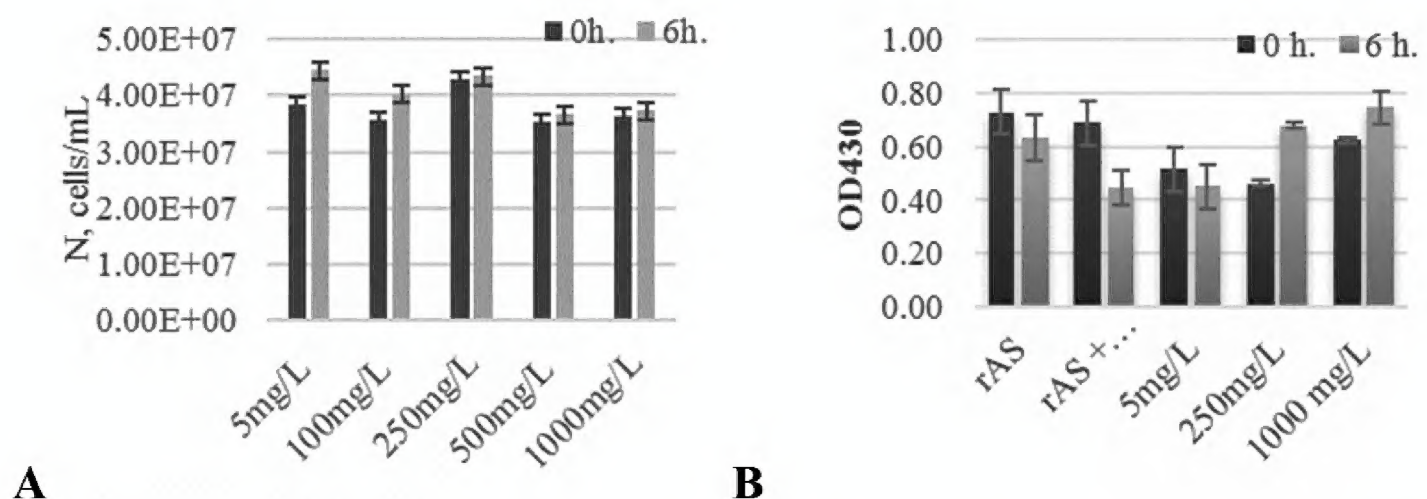 0h. 6h.
5.00E+07
4.00E+07
3.00E+07
2.00E+07
1.00E+07
0.00E+00
N, cells/mL
5mg/L
100mg/L
250mg/L
500mg/L
1000mg/L
A
0 h. 6 h.
1.00
0.80
0.60
0.40
0.20
0.00
OD430
rAS
rAS +…
5mg/L
250mg/L
1000 mg/L
B